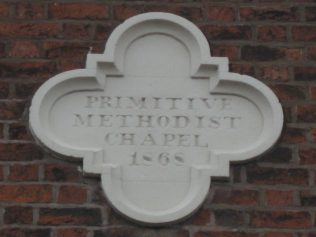 PRIMITIVE
METHODIST
CHAPEL
1868